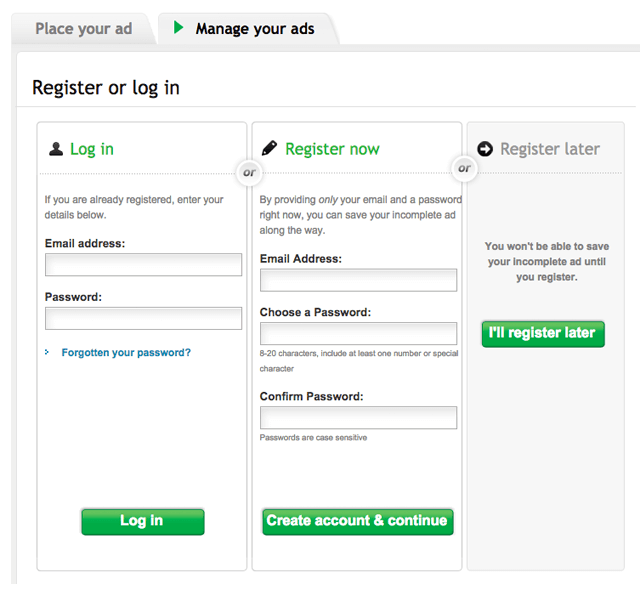 Place your ad
Manage your ads
Register or log in
Log in
If you are already registered, enter your
details below.
Email address:
Password:
Forgotten your password?
Log in
or
Register now
By providing only your email and a password
right now, you can save your incomplete ad
along the way.
Email Address:
Choose a Password:
8-20 characters, include at least one number or special
character
Confirm Password:
Passwords are case sensitive
Create account & continue
or
Register later
You won't be able to save
your incomplete ad until
you register.
I'll register later